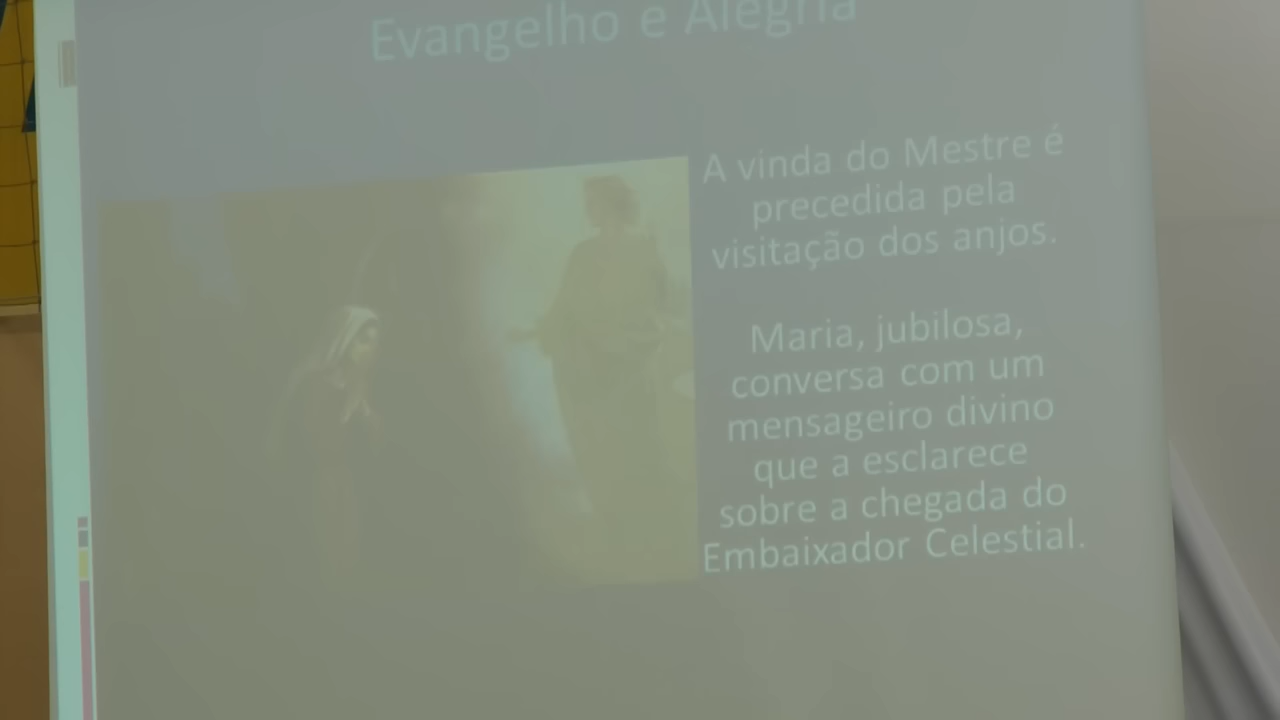 Evangelho e Alegria
A vinda do Mestre é
precedida pela
visitação dos anjos.
Maria, jubilosa,
conversa com um
mensageiro divino
que a esclarece
sobre a chegada do
Embaixador Celestial.